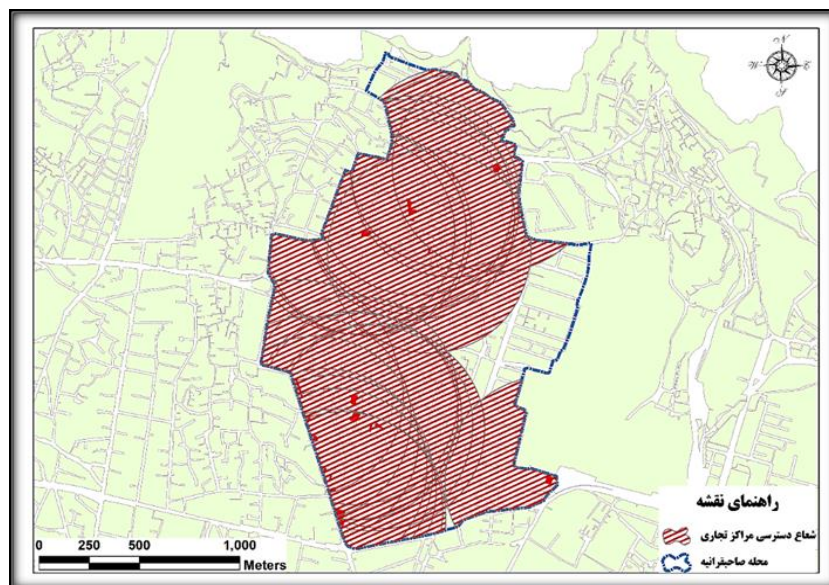 N
W E
S
راهنمای نقشه
شعاع دسترسی مراکز تجاری
محله صاحبقرانیه
0 250 500 1,000
Meters